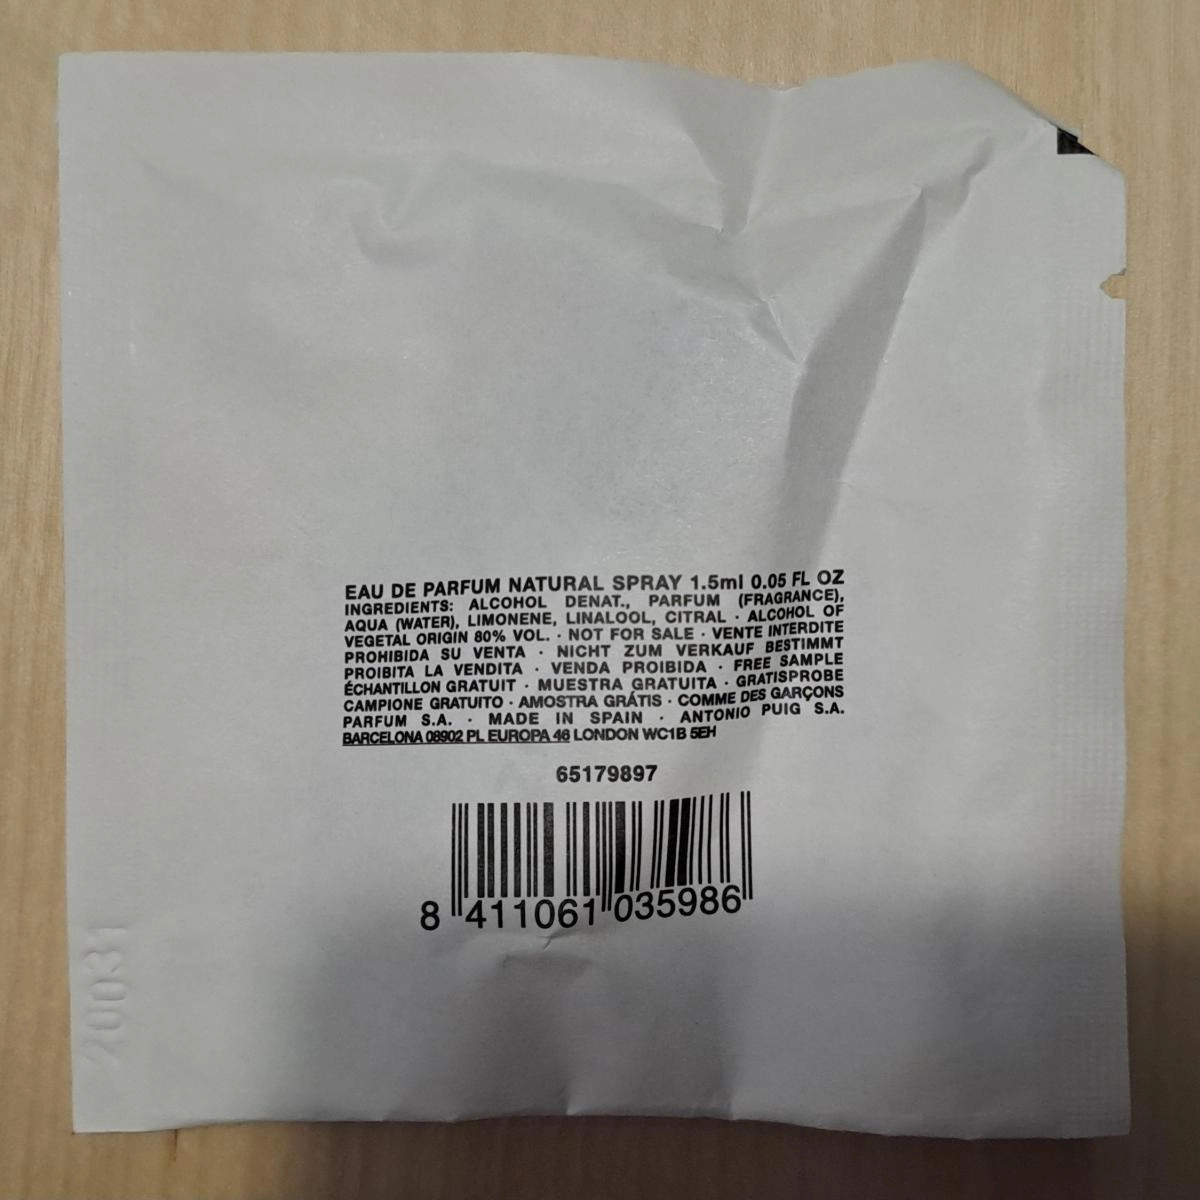 EAU DE PARFUM NATURAL SPRAY 1.5ml 0.05 FL OZ
INGREDIENTS: ALCOHOL DENAT., PARFUM (FRAGRANCE),
AQUA (WATER), LIMONENE, LINALOOL, CITRAL · ALCOHOL OF
VEGETAL ORIGIN 80% VOL. · NOT FOR SALE · VENTE INTERDITE
PROHIBIDA SU VENTA · NICHT ZUM VERKAUF BESTIMMT
PROIBITA LA VENDITA · VENDA PROIBIDA · FREE SAMPLE
ÉCHANTILLON GRATUIT · MUESTRA GRATUITA · GRATISPROBE
CAMPIONE GRATUITO · AMOSTRA GRÁTIS · COMME DES GARÇONS
PARFUM S.A. · MADE IN SPAIN · ANTONIO PUIG S.A.
BARCELONA 08902 PL EUROPA 46 LONDON WC1B 5EH
65179897
8 411061 035986
20031